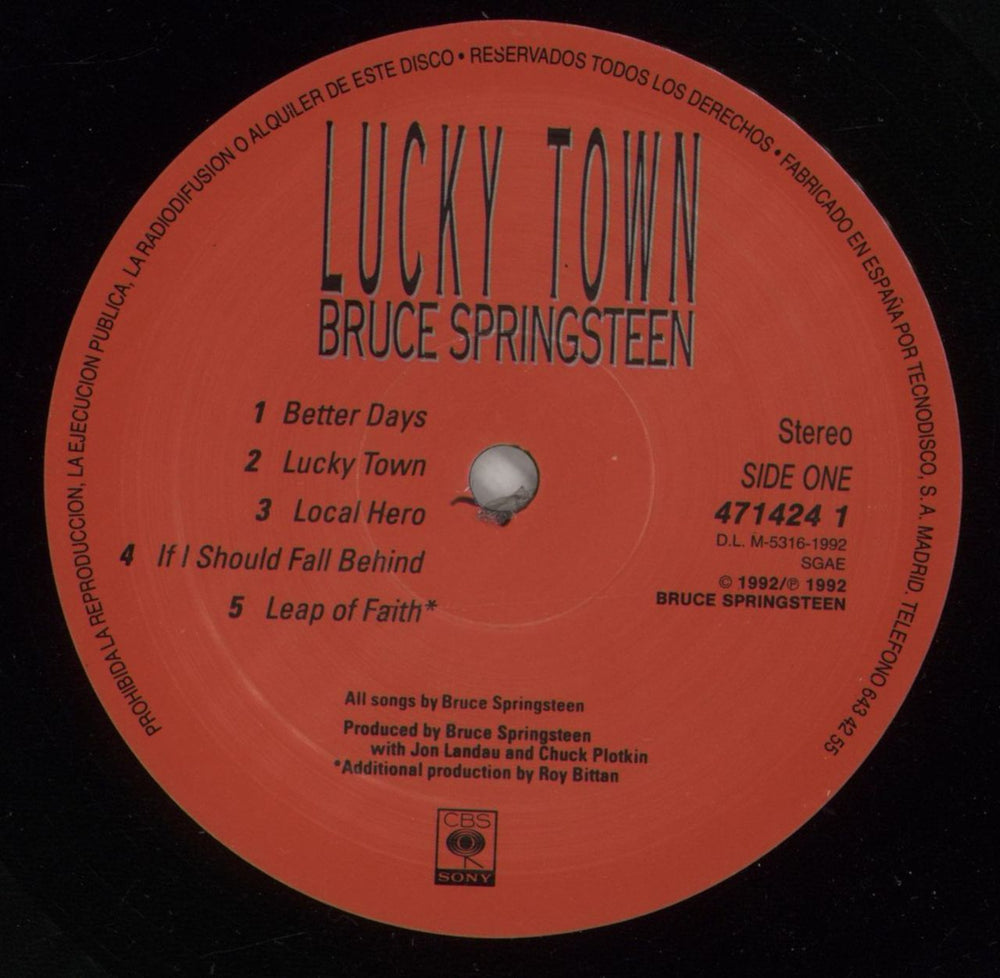 PROHIBIDA LA REPRODUCCION, LA EJECUCION PUBLICA, LA RADIODIFUSION O ALQUILER DE ESTE DISCO • RESERVADOS TODOS LOS DERECHOS • FABRICADO EN ESPAÑA POR TECNODISCO, S. A. MADRID. TELEFONO 643 42 55
LUCKY TOWN
BRUCE SPRINGSTEEN
1 Better Days
2 Lucky Town
3 Local Hero
4 If I Should Fall Behind
5 Leap of Faith*
Stereo
SIDE ONE
471424 1
D.L. M-5316-1992
SGAE
© 1992/℗ 1992
BRUCE SPRINGSTEEN
All songs by Bruce Springsteen
Produced by Bruce Springsteen
with Jon Landau and Chuck Plotkin
*Additional production by Roy Bittan
CBS
SONY